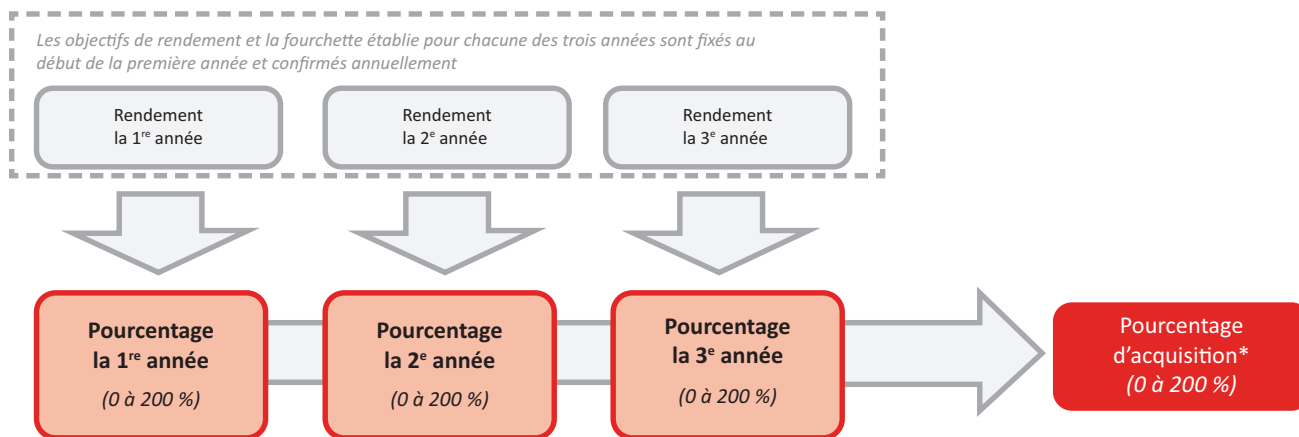 Les objectifs de rendement et la fourchette établie pour chacune des trois années sont fixés au
début de la première année et confirmés annuellement
Rendement
la 1re année
Rendement
la 2e année
Rendement
la 3e année
Pourcentage
la 1re année
(0 à 200 %)
Pourcentage
la 2e année
(0 à 200 %)
Pourcentage
la 3e année
(0 à 200 %)
Pourcentage
d’acquisition*
(0 à 200 %)